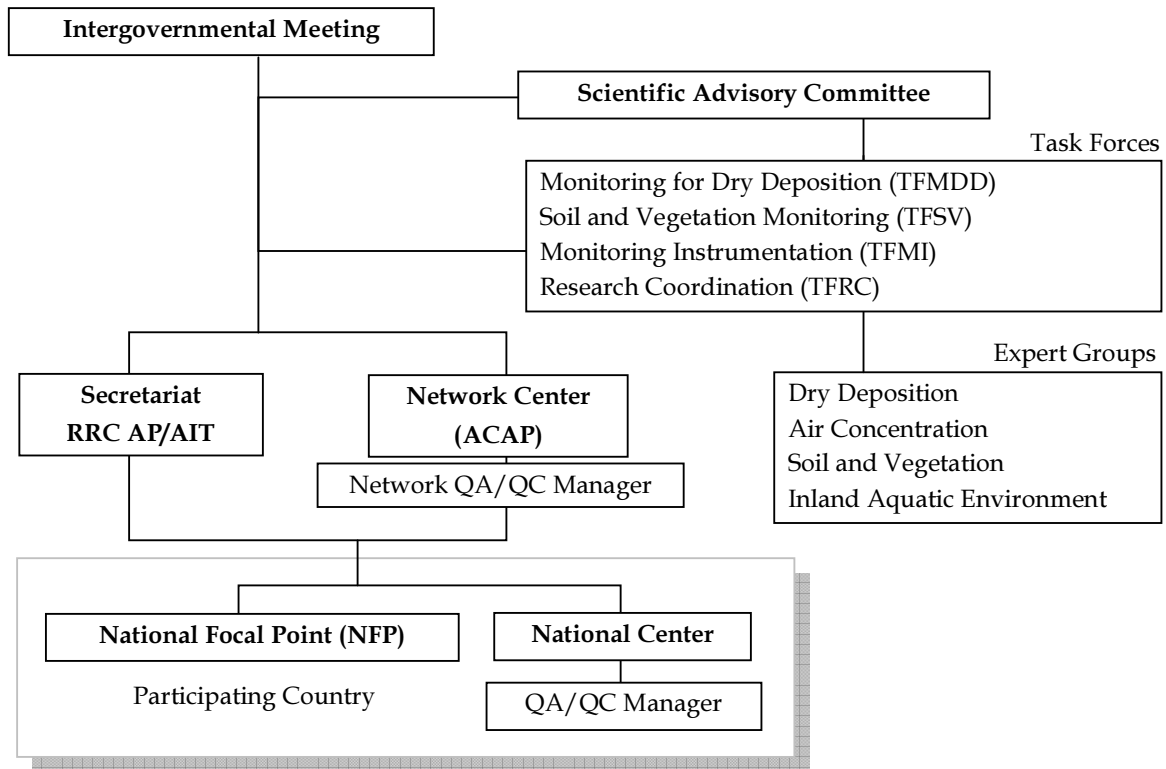 Intergovernmental Meeting
Scientific Advisory Committee
Task Forces
Monitoring for Dry Deposition (TFMDD)
Soil and Vegetation Monitoring (TFSV)
Monitoring Instrumentation (TFMI)
Research Coordination (TFRC)
Expert Groups
Dry Deposition
Air Concentration
Soil and Vegetation
Inland Aquatic Environment
Secretariat
RRC AP/AIT
Network Center
(ACAP)
Network QA/QC Manager
National Focal Point (NFP)
National Center
Participating Country
QA/QC Manager